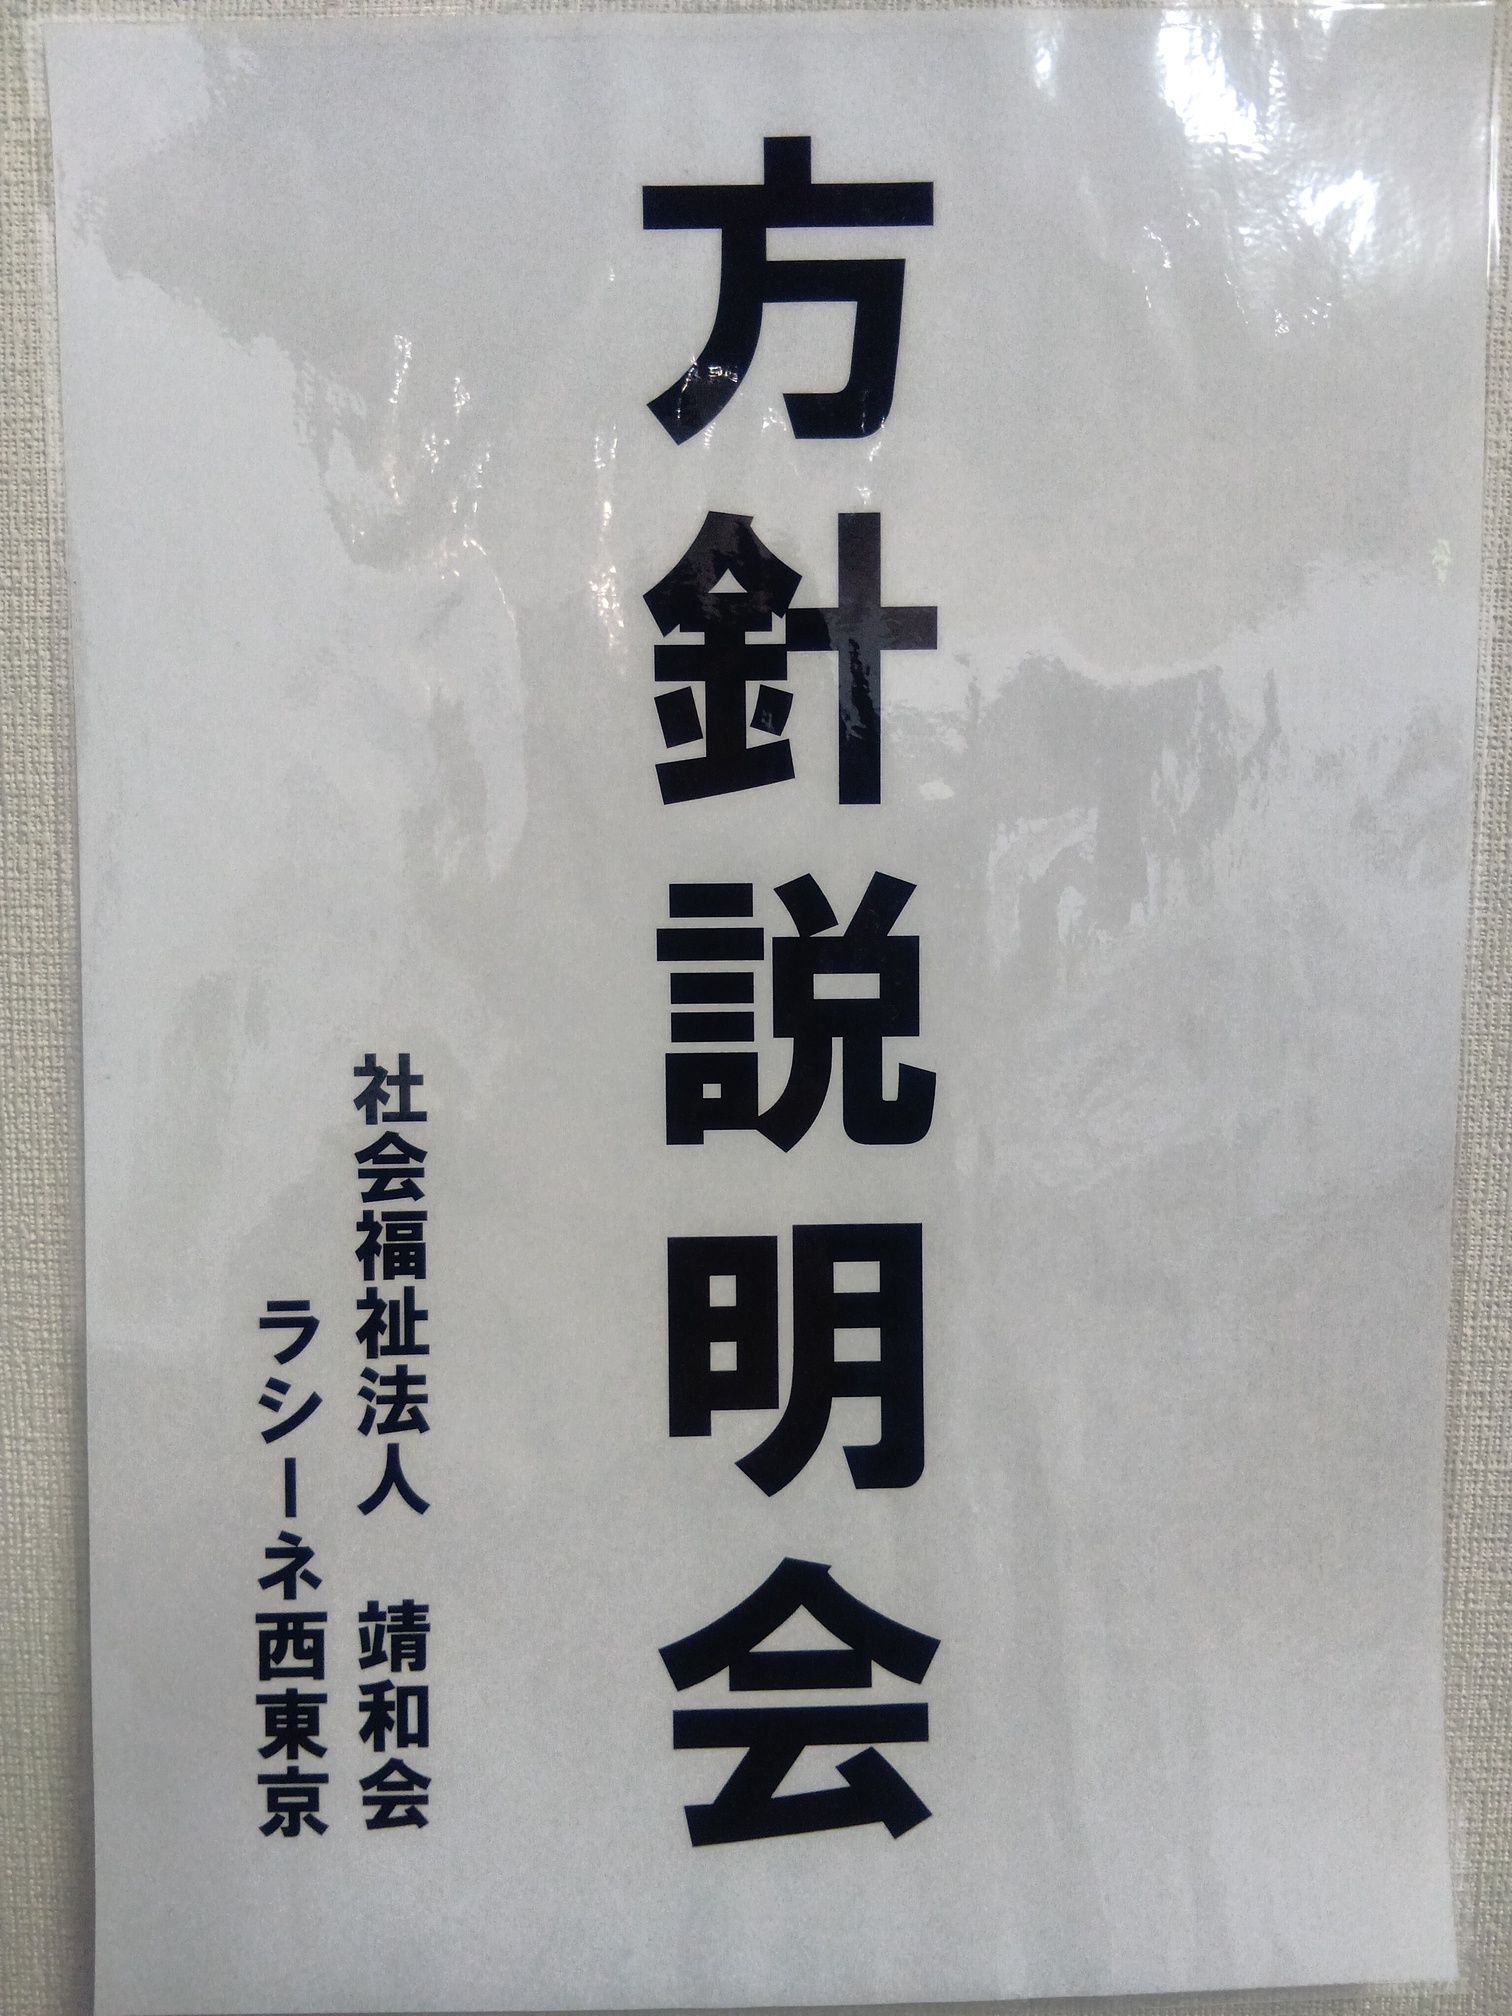 方針説明会
社会福祉法人　靖和会
ラシーネ西東京